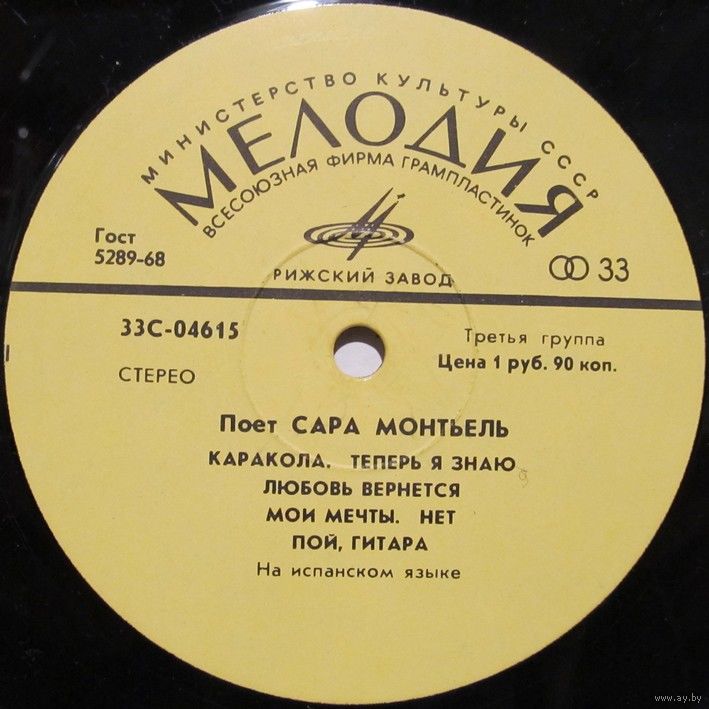 МИНИСТЕРСТВО КУЛЬТУРЫ СССР
МЕЛОДИЯ
ВСЕСОЮЗНАЯ ФИРМА ГРАМПЛАСТИНОК
Гост
5289-68
33
РИЖСКИЙ ЗАВОД
33С-04615
СТЕРЕО
Третья группа
Цена 1 руб. 90 коп.
Поет САРА МОНТЬЕЛЬ
КАРАКОЛА. ТЕПЕРЬ Я ЗНАЮ
ЛЮБОВЬ ВЕРНЕТСЯ
МОИ МЕЧТЫ. НЕТ
ПОЙ, ГИТАРА
На испанском языке
www.ay.by